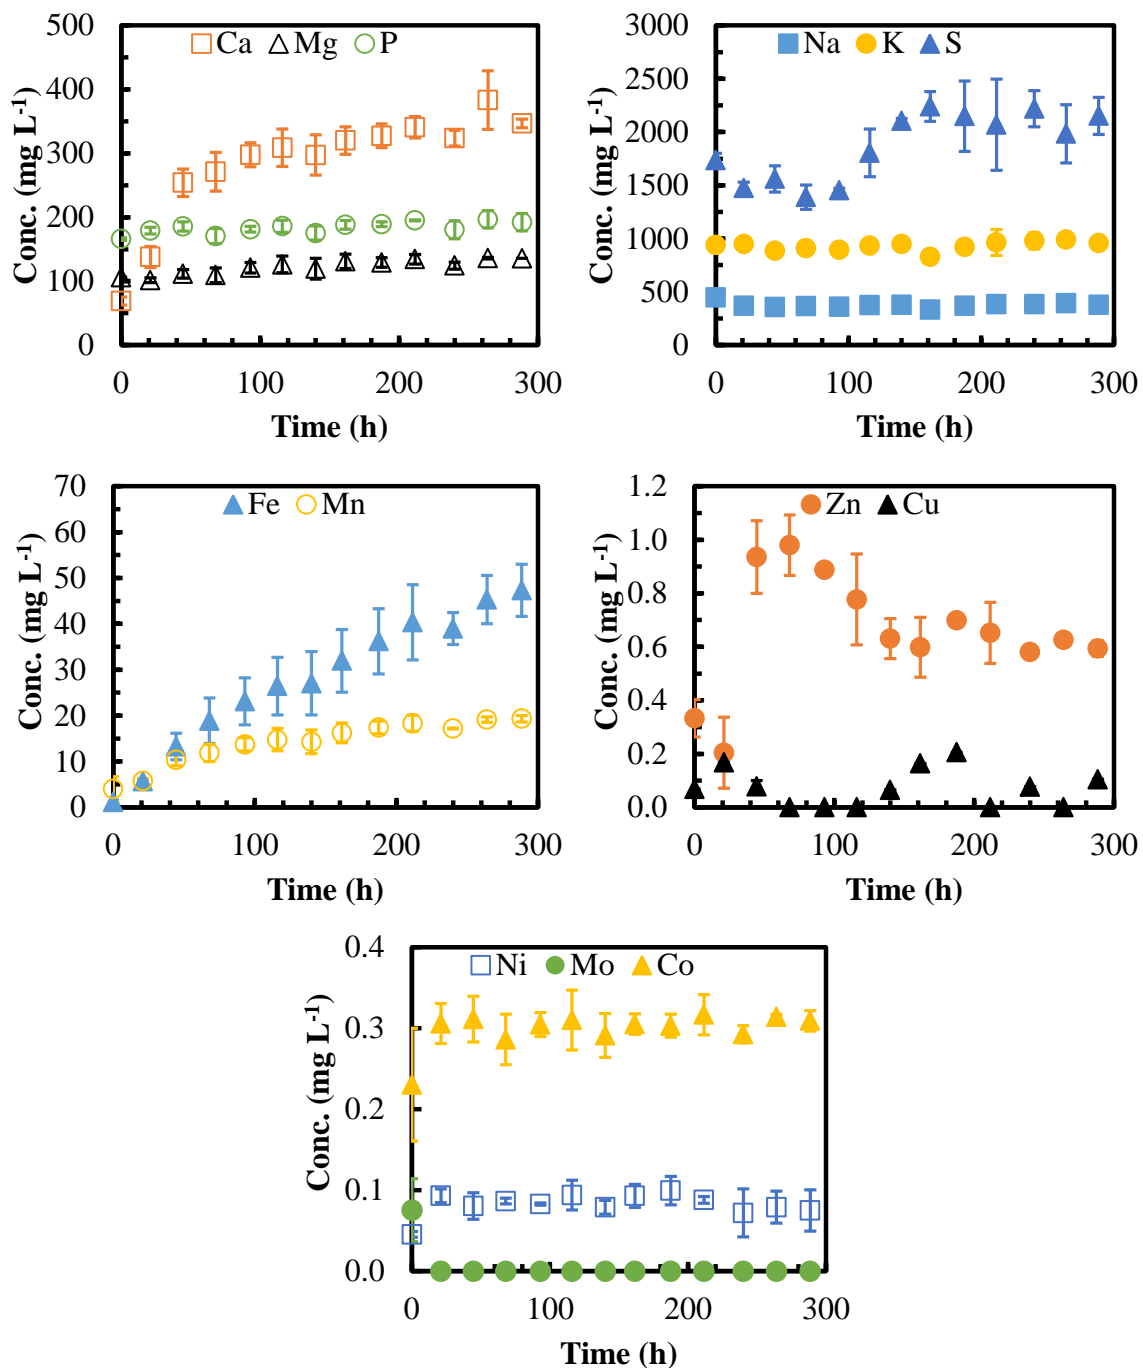 500
400
300
200
100
0
Conc. (mg L-1)
Ca Mg P
0 100 200 300
Time (h)
3000
2500
2000
1500
1000
500
0
Conc. (mg L-1)
Na K S
0 100 200 300
Time (h)
70
60
50
40
30
20
10
0
Conc. (mg L-1)
Fe Mn
0 100 200 300
Time (h)
1.2
1.0
0.8
0.6
0.4
0.2
0.0
Conc. (mg L-1)
Zn Cu
0 100 200 300
Time (h)
0.4
0.3
0.2
0.1
0.0
Conc. (mg L-1)
Ni Mo Co
0 100 200 300
Time (h)